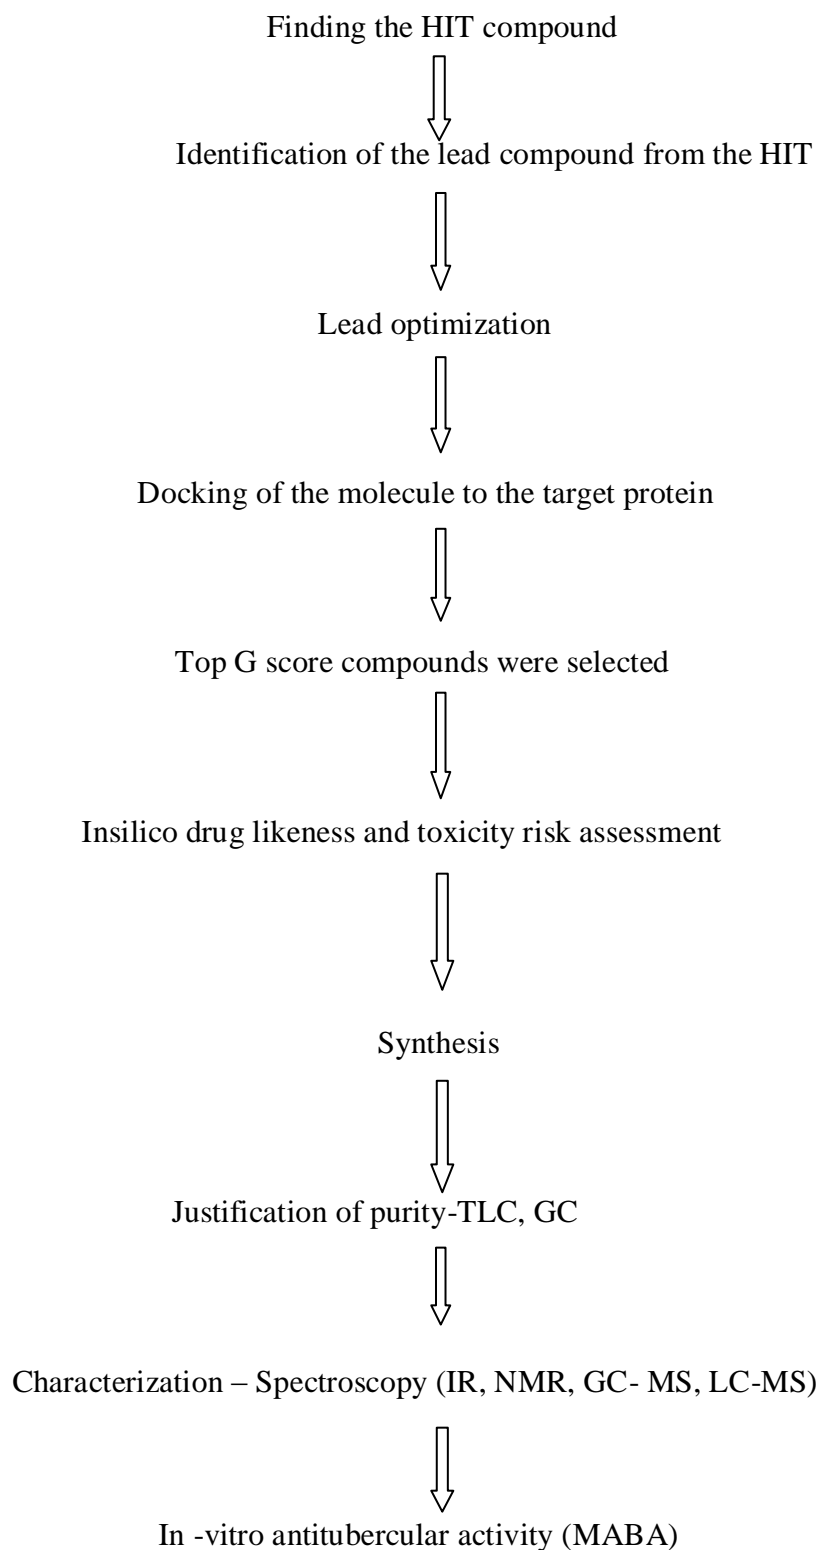 Finding the HIT compound
Identification of the lead compound from the HIT
Lead optimization
Docking of the molecule to the target protein
Top G score compounds were selected
Insilico drug likeness and toxicity risk assessment
Synthesis
Justification of purity-TLC, GC
Characterization – Spectroscopy (IR, NMR, GC- MS, LC-MS)
In -vitro antitubercular activity (MABA)